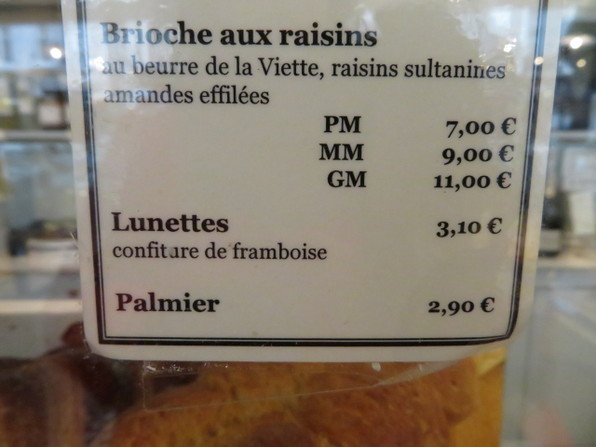 Brioche aux raisins
au beurre de la Viette, raisins sultanines
amandes effilées
PM 7,00 €
MM 9,00 €
GM 11,00 €
Lunettes 3,10 €
confiture de framboise
Palmier 2,90 €